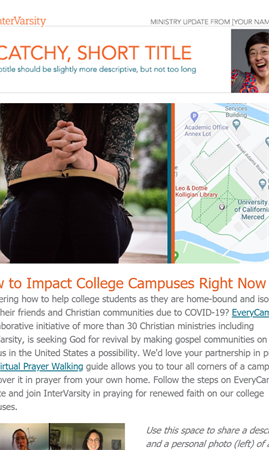 InterVarsity
MINISTRY UPDATE FROM [YOUR NAM
CATCHY, SHORT TITLE
btitle should be slightly more descriptive, but not too long
Services
Building
Academic Office
Annex Lot
Ansel Adams Road
Leo & Dottie
Kolligian Library
University
of California
Merced
w to Impact College Campuses Right Now
ering how to help college students as they are home-bound and iso
heir friends and Christian communities due to COVID-19? EveryCam
aborative initiative of more than 30 Christian ministries including
Varsity, is seeking God for revival by making gospel communities on
us in the United States a possibility. We'd love your partnership in p
Virtual Prayer Walking guide allows you to tour all corners of a camp
over it in prayer from your own home. Follow the steps on EveryCam
te and join InterVarsity in praying for renewed faith on our college
uses.
Use this space to share a desc
and a personal photo (left) of a